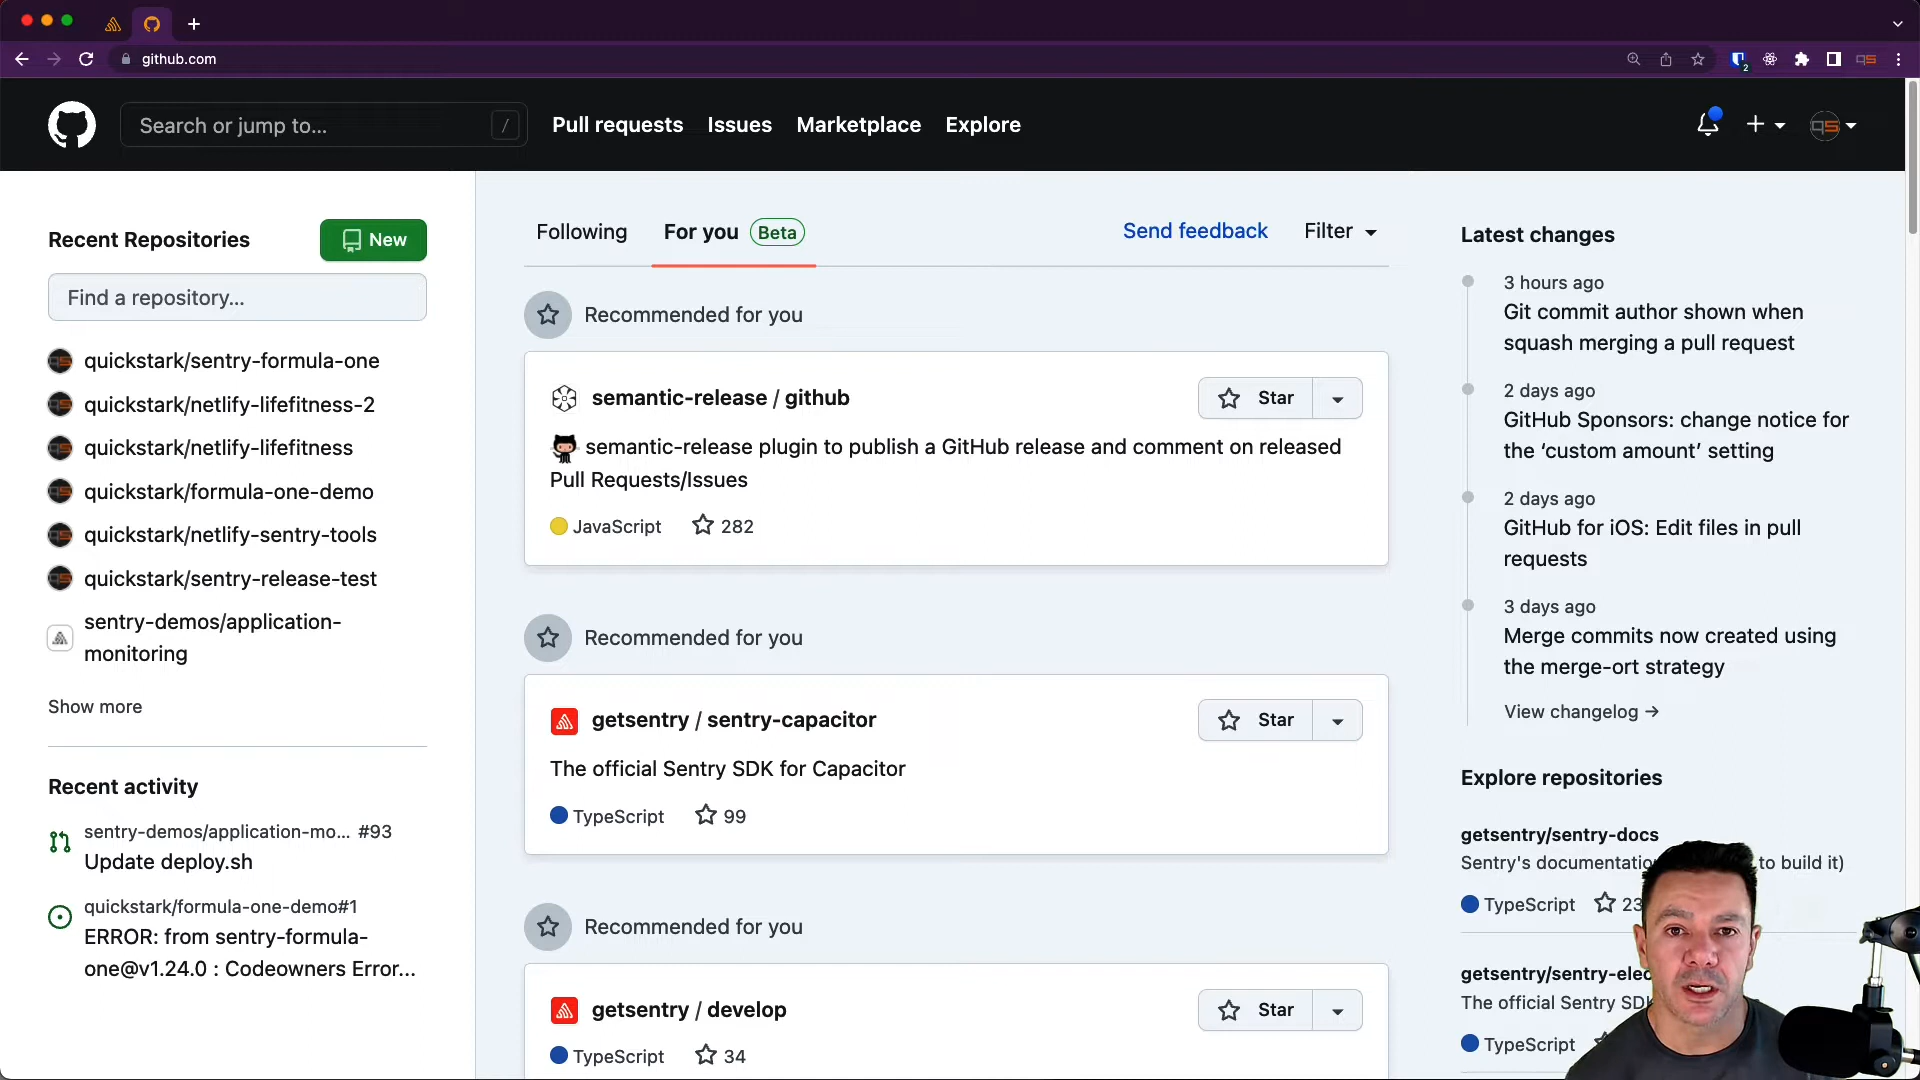 github.com
2
Search or jump to...
/
Pull requests
Issues
Marketplace
Explore
Recent Repositories
New
Find a repository...
quickstark/sentry-formula-one
quickstark/netlify-lifefitness-2
quickstark/netlify-lifefitness
quickstark/formula-one-demo
quickstark/netlify-sentry-tools
quickstark/sentry-release-test
sentry-demos/application-
monitoring
Show more
Recent activity
sentry-demos/application-mo... #93
Update deploy.sh
quickstark/formula-one-demo#1
ERROR: from sentry-formula-
one@v1.24.0 : Codeowners Error...
Following
For you
Beta
Send feedback
Filter
Recommended for you
semantic-release / github
Star
semantic-release plugin to publish a GitHub release and comment on released
Pull Requests/Issues
JavaScript
282
Recommended for you
getsentry / sentry-capacitor
Star
The official Sentry SDK for Capacitor
TypeScript
99
Recommended for you
getsentry / develop
Star
TypeScript
34
Latest changes
3 hours ago
Git commit author shown when
squash merging a pull request
2 days ago
GitHub Sponsors: change notice for
the ‘custom amount’ setting
2 days ago
GitHub for iOS: Edit files in pull
requests
3 days ago
Merge commits now created using
the merge-ort strategy
View changelog →
Explore repositories
getsentry/sentry-docs
Sentry's to build it)
TypeScript
The official Sentry
TypeScript